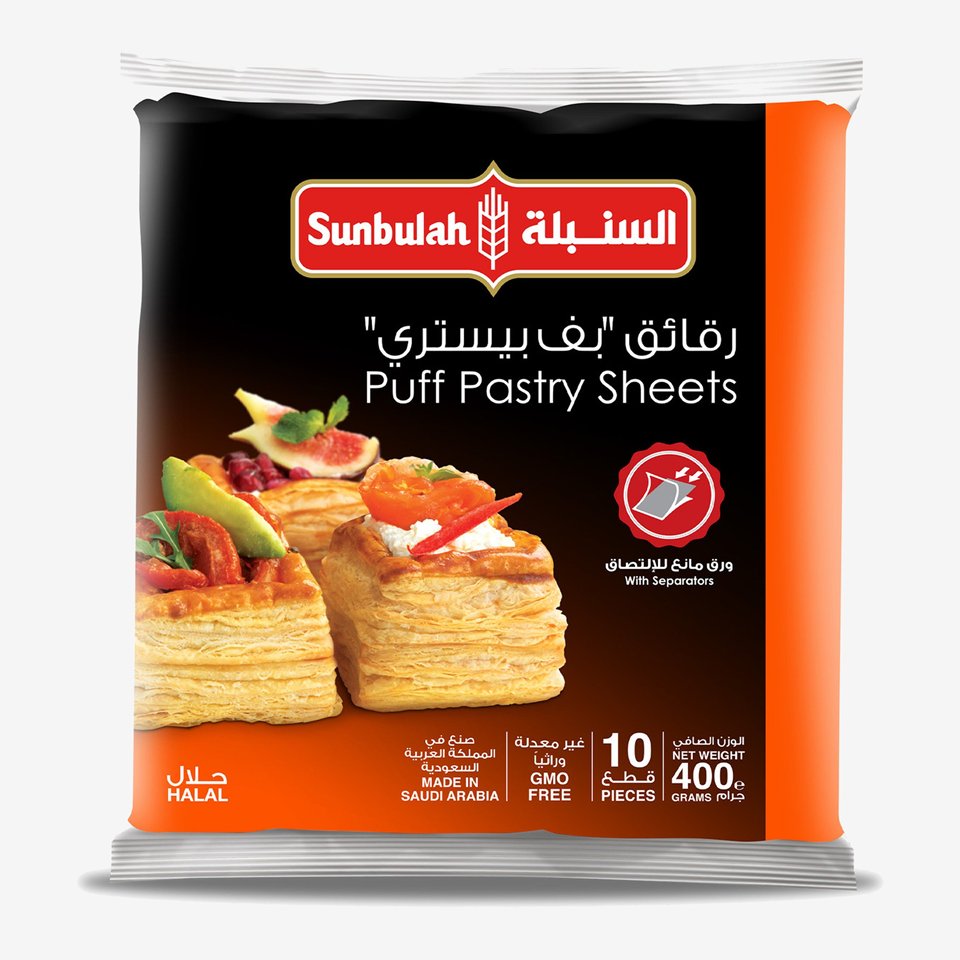 Sunbulah السنبلة
رقائق "بف بيستري"
Puff Pastry Sheets
ورق مانع للإلتصاق
With Separators
حلال
HALAL
صنع في
المملكة العربية
السعودية
MADE IN
SAUDI ARABIA
غير معدلة
وراثياً
GMO
FREE
10
قطع
PIECES
الوزن الصافي
NET WEIGHT
400 e
GRAMS جرام